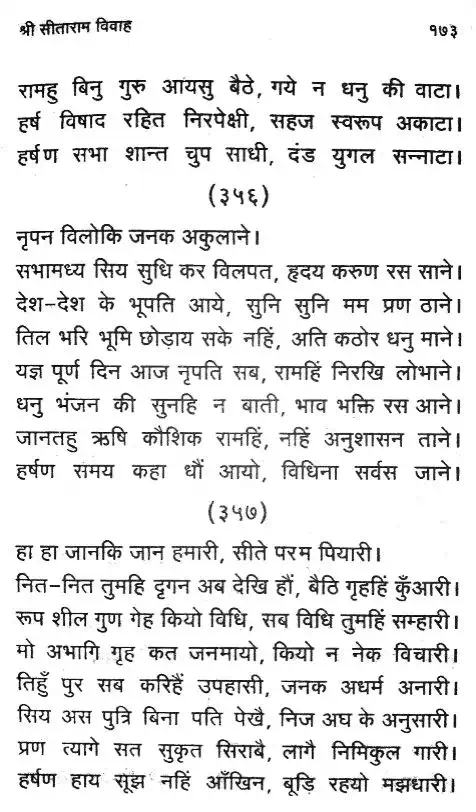 श्री सीताराम विवाह १७३
रामहु बिनु गुरु आयसु बैठे, गये न धनु की वाटा।
हर्ष विषाद रहित निरपेक्षी, सहज स्वरूप अकाटा।
हर्षण सभा शान्त चुप साधी, दंड युगल सन्नाटा।
(३५६)
नृपन विलोकि जनक अकुलाने।
सभामध्य सिय सुधि कर विलपत, हृदय करुण रस साने।
देश-देश के भूपति आये, सुनि सुनि मम प्रण ठाने।
तिल भरि भूमि छोड़ाय सके नहिं, अति कठोर धनु माने।
यज्ञ पूर्ण दिन आज नृपति सब, रामहिं निरखि लोभाने।
धनु भंजन की सुनहि न बाती, भाव भक्ति रस आने।
जानतहु ऋषि कौशिक रामहिं, नहिं अनुशासन ताने।
हर्षण समय कहा धौं आयो, विधिना सर्वस जाने।
(३५७)
हा हा जानकि जान हमारी, सीते परम पियारी।
नित-नित तुमहि दृगन अब देखि हौं, बैठि गृहहिं कुँआरी।
रूप शील गुण गेह कियो विधि, सब विधि तुमहिं सम्हारी।
मो अभागि गृह कत जनमायो, कियो न नेक विचारी।
तिहुँ पुर सब करिहैं उपहासी, जनक अधर्म अनारी।
सिय अस पुत्रि बिना पति पेखै, निज अघ के अनुसारी।
प्रण त्यागे सत सुकृत सिराबै, लागै निमिकुल गारी।
हर्षण हाय सूझ नहिं आँखिन, बूड़ि रहयो मझधारी।